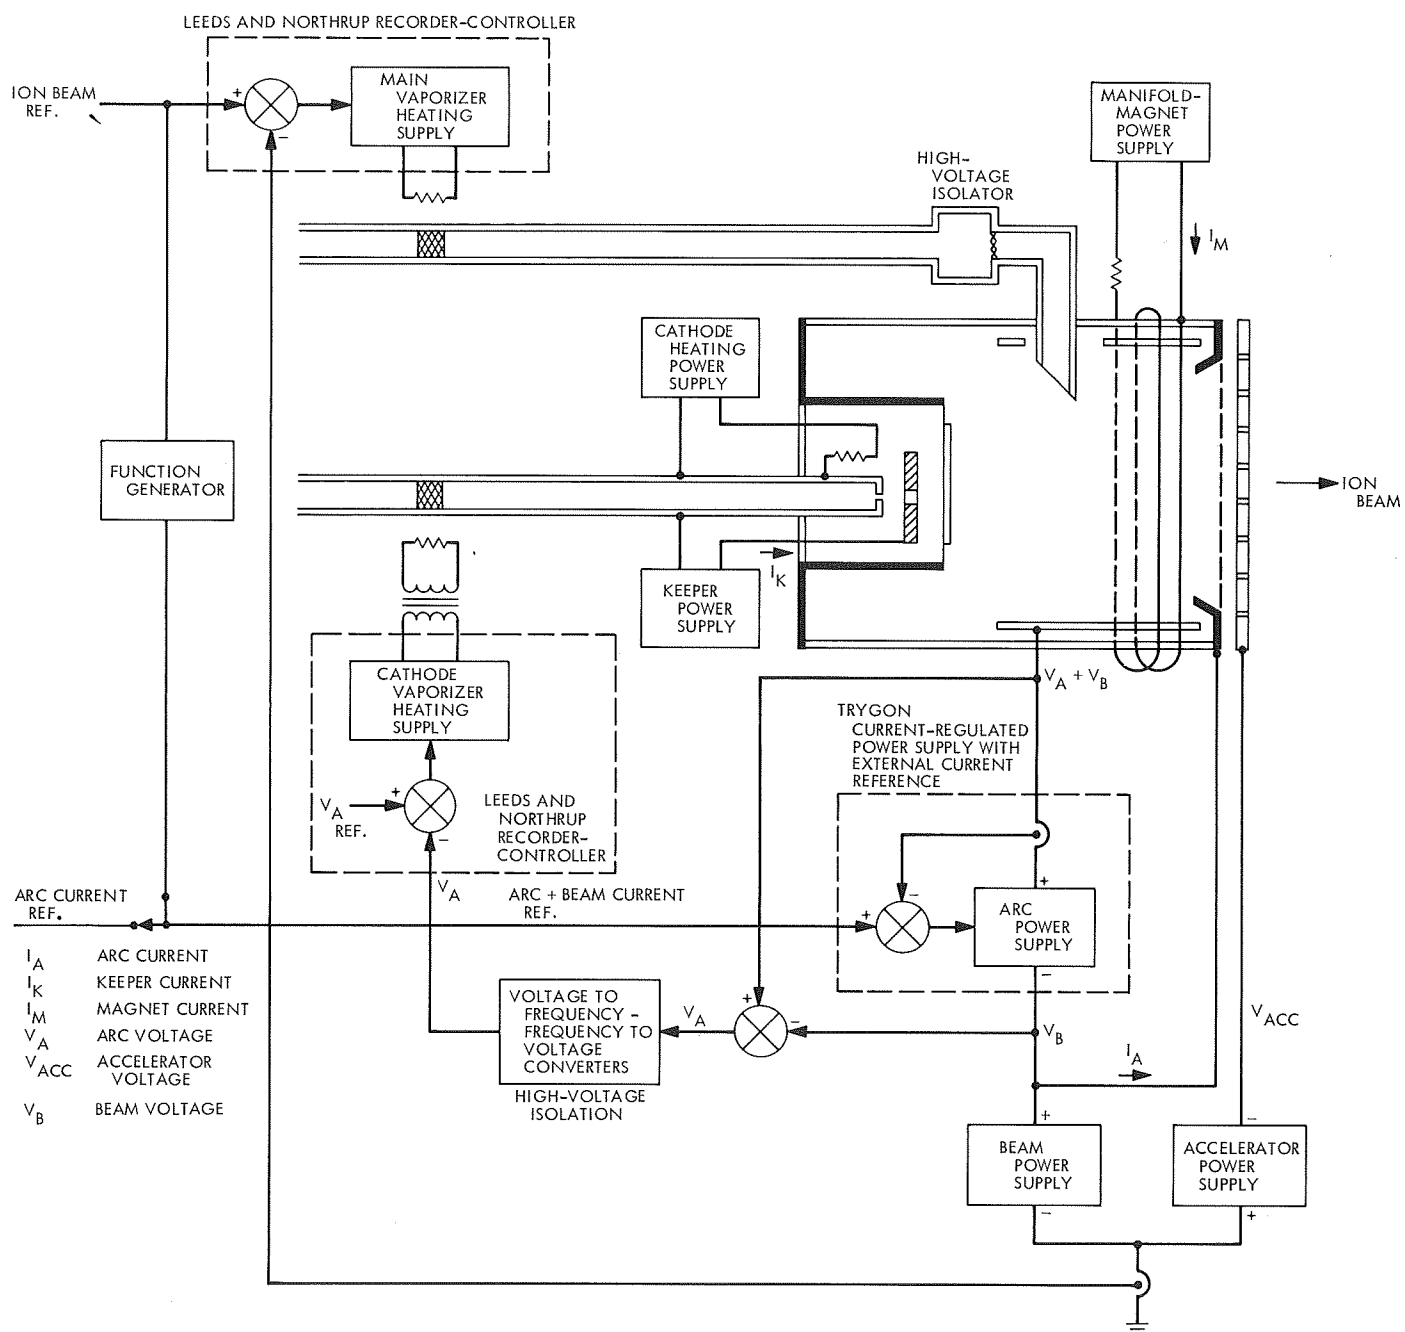 LEEDS AND NORTHRUP RECORDER-CONTROLLER
ION BEAM
REF.
+
−
MAIN
VAPORIZER
HEATING
SUPPLY
MANIFOLD-
MAGNET
POWER
SUPPLY
HIGH-
VOLTAGE
ISOLATOR
I_M
CATHODE
HEATING
POWER
SUPPLY
FUNCTION
GENERATOR
ION
BEAM
I_K
KEEPER
POWER
SUPPLY
CATHODE
VAPORIZER
HEATING
SUPPLY
V_A + V_B
TRYGON
CURRENT-REGULATED
POWER SUPPLY WITH
EXTERNAL CURRENT
REFERENCE
V_A
REF.
+
−
LEEDS AND
NORTHRUP
RECORDER-
CONTROLLER
V_A
ARC CURRENT
REF.
ARC + BEAM CURRENT
REF.
+
−
+
ARC
POWER
SUPPLY
−
I_A ARC CURRENT
I_K KEEPER CURRENT
I_M MAGNET CURRENT
V_A ARC VOLTAGE
V_ACC ACCELERATOR
VOLTAGE
V_B BEAM VOLTAGE
VOLTAGE TO
FREQUENCY -
FREQUENCY TO
VOLTAGE
CONVERTERS
HIGH-VOLTAGE
ISOLATION
V_A
+
−
V_B
I_A
V_ACC
+
BEAM
POWER
SUPPLY
−
−
ACCELERATOR
POWER
SUPPLY
+